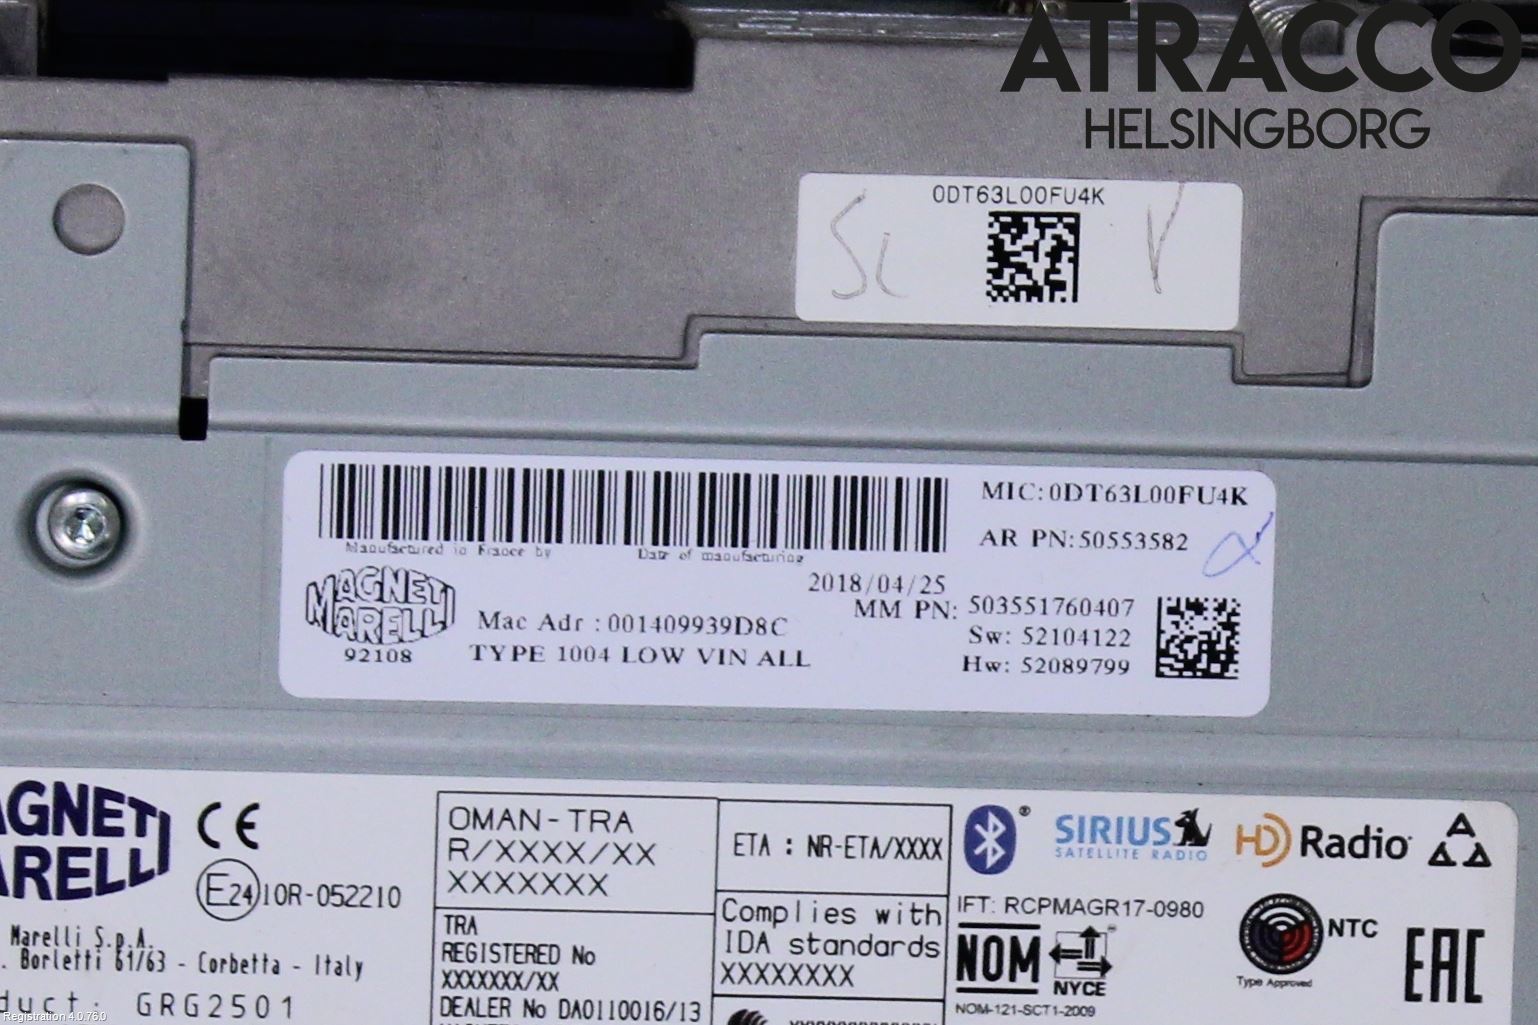 ATRACCO
HELSINGBORG
0DT63L00FU4K
SL
MIC:0DT63L00FU4K
AR PN:50553582
Manufactured in France by
Date of manufacturing
2018/04/25
MAGNETI
MARELLI
92108
Mac Adr : 001409939D8C
TYPE 1004 LOW VIN ALL
MM PN: 503551760407
Sw: 52104122
Hw: 52089799
AGNETI
ARELLI
CE
E24 10R-052210
Marelli S.p.A.
. Borletti 61/63 - Corbetta - Italy
duct: GRG2501
OMAN-TRA
R/XXXX/XX
XXXXXXX
TRA
REGISTERED No
XXXXXXX/XX
DEALER No DA0110016/13
ETA : NR-ETA/XXXX
Complies with
IDA standards
XXXXXXXX
SIRIUS
SATELLITE RADIO
HD Radio
IFT: RCPMAGR17-0980
NOM
NYCE
NOM-121-SCT1-2009
NTC
Type Approved
EAC
Registration 4.0.76.0